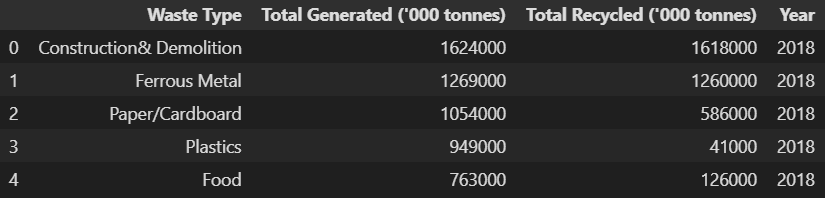 Waste Type Total Generated ('000 tonnes) Total Recycled ('000 tonnes) Year
0 Construction& Demolition 1624000 1618000 2018
1 Ferrous Metal 1269000 1260000 2018
2 Paper/Cardboard 1054000 586000 2018
3 Plastics 949000 41000 2018
4 Food 763000 126000 2018